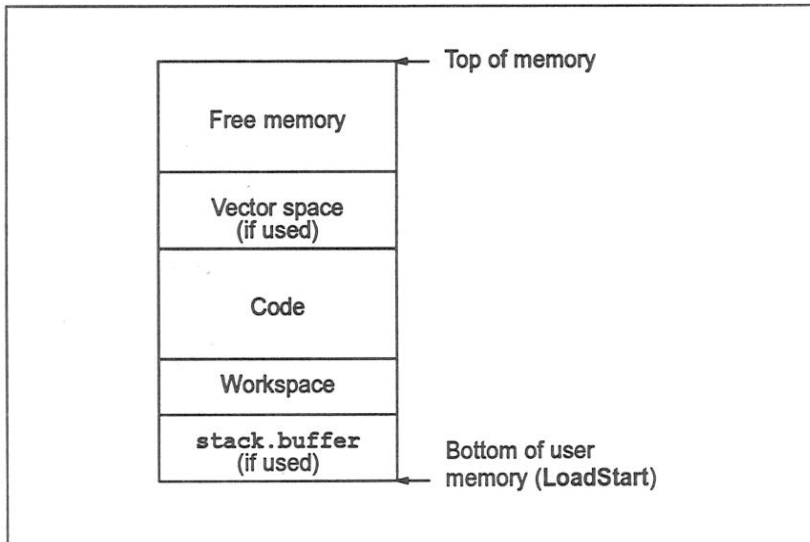 Top of memory
Free memory
Vector space
(if used)
Code
Workspace
stack.buffer
(if used)
Bottom of user
memory (LoadStart)